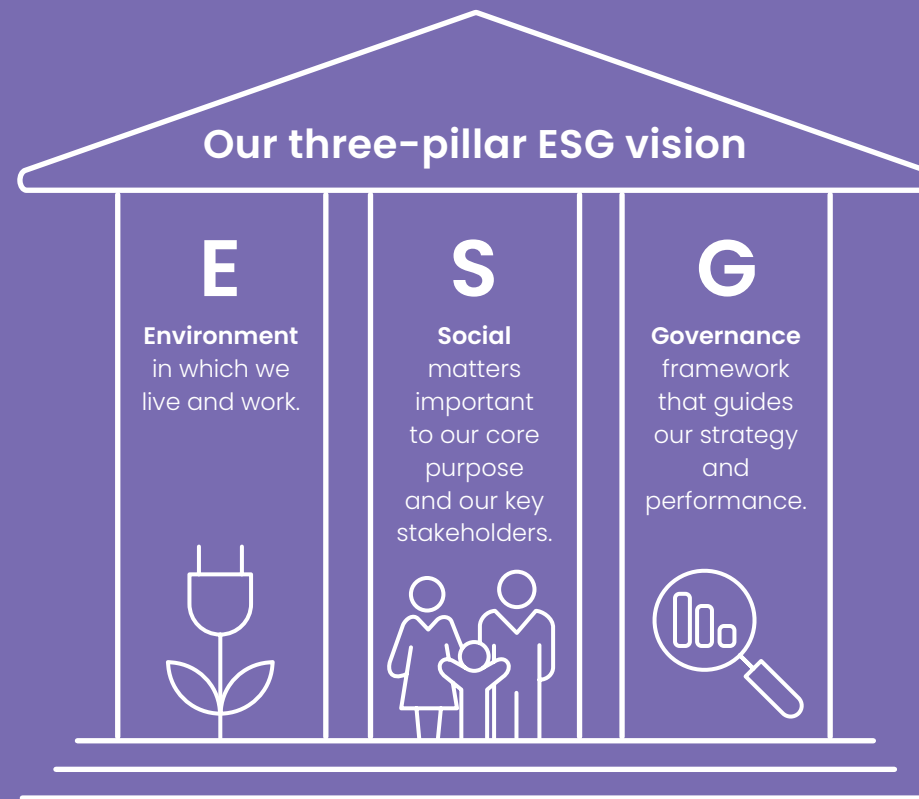 Our three-pillar ESG vision
E
Environment
in which we
live and work.
S
Social
matters
important
to our core
purpose
and our key
stakeholders.
G
Governance
framework
that guides
our strategy
and
performance.